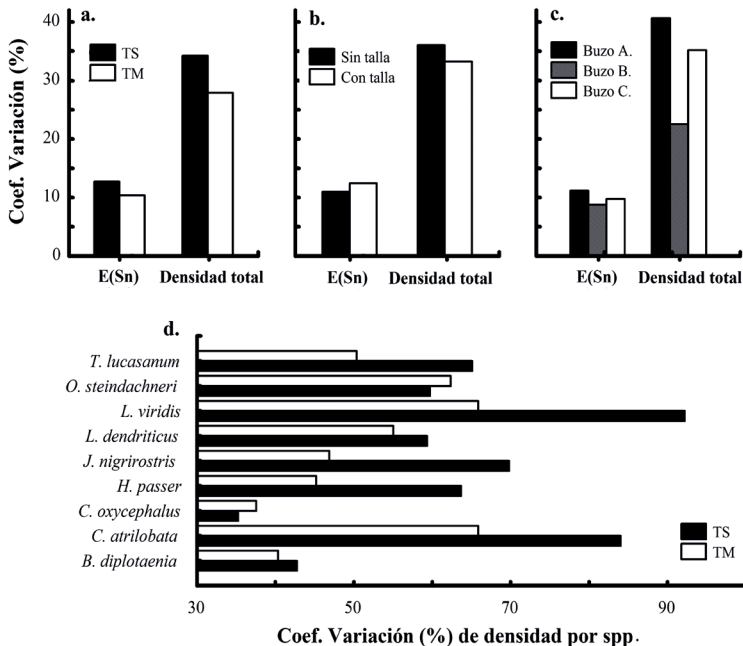 a.
b.
c.
Coef. Variación (%)
40
30
20
10
0
TS
TM
Sin talla
Con talla
Buzo A.
Buzo B.
Buzo C.
E(Sn) Densidad total
E(Sn) Densidad total
E(Sn) Densidad total
d.
T. lucasanum
O. steindachneri
L. viridis
L. dendriticus
J. nigrirostris
H. passer
C. oxycephalus
C. atrilobata
B. diplotaenia
TS
TM
30 50 70 90
Coef. Variación (%) de densidad por spp.